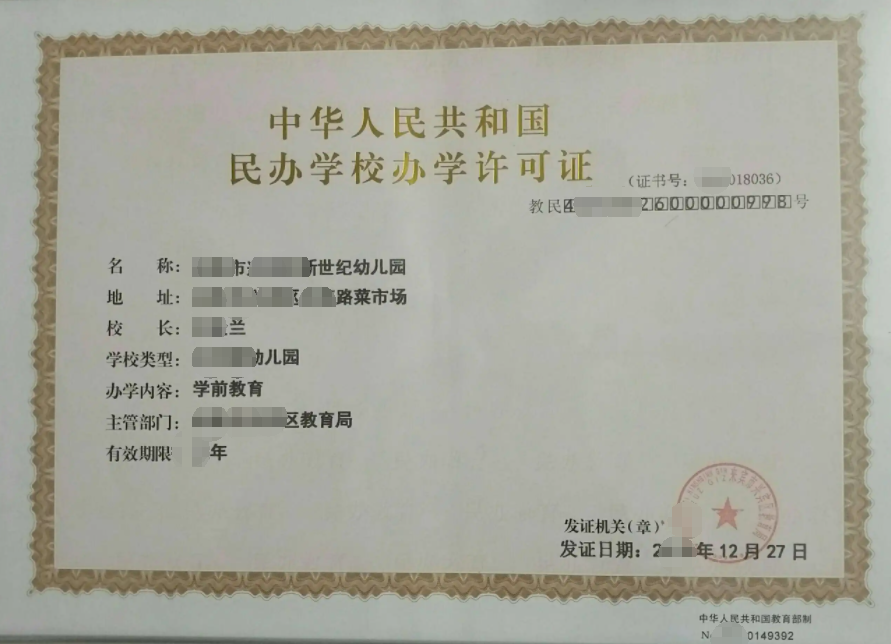 中华人民共和国
民办学校办学许可证
（证书号：018036）
教民4 2600000998号
名 称：市 新世纪幼儿园
地 址：区 路菜市场
校 长：兰
学校类型：幼儿园
办学内容：学前教育
主管部门：区教育局
有效期限 年
发证机关(章)
发证日期：2 年12月27日
中华人民共和国教育部制
N 0149392